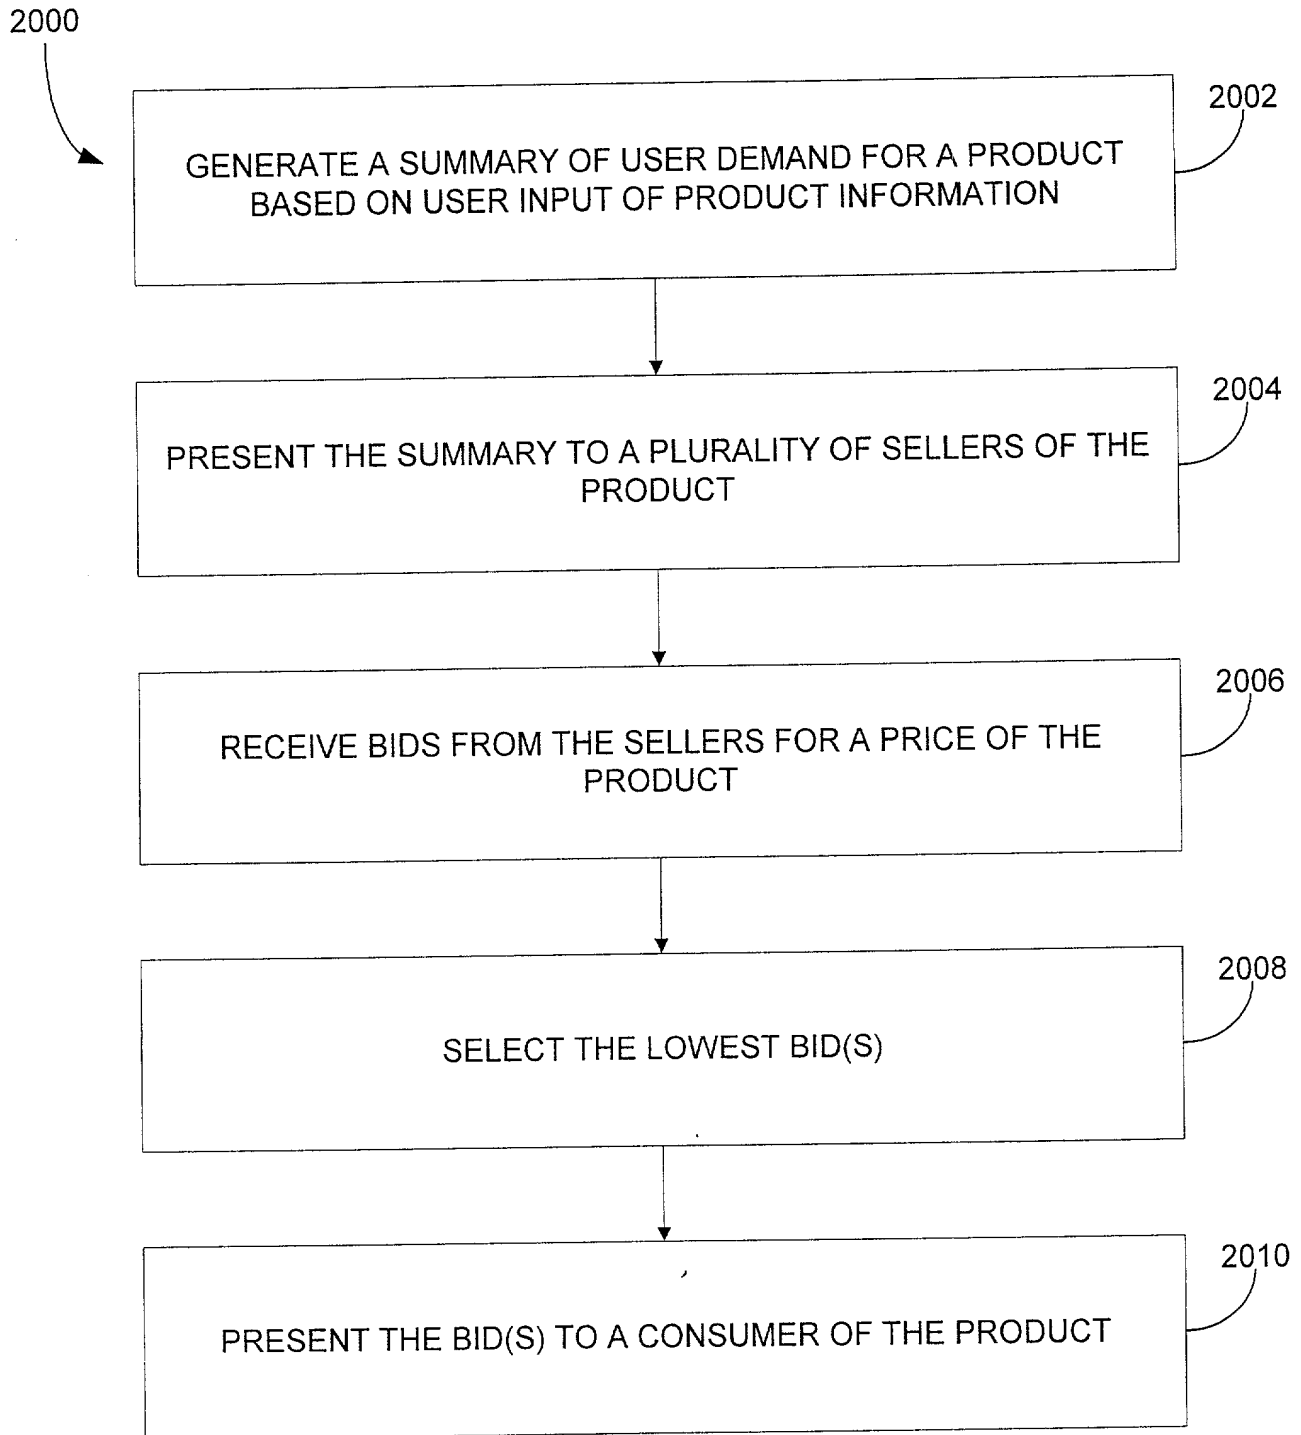 2000
2002
GENERATE A SUMMARY OF USER DEMAND FOR A PRODUCT
BASED ON USER INPUT OF PRODUCT INFORMATION
2004
PRESENT THE SUMMARY TO A PLURALITY OF SELLERS OF THE
PRODUCT
2006
RECEIVE BIDS FROM THE SELLERS FOR A PRICE OF THE
PRODUCT
2008
SELECT THE LOWEST BID(S)
2010
PRESENT THE BID(S) TO A CONSUMER OF THE PRODUCT